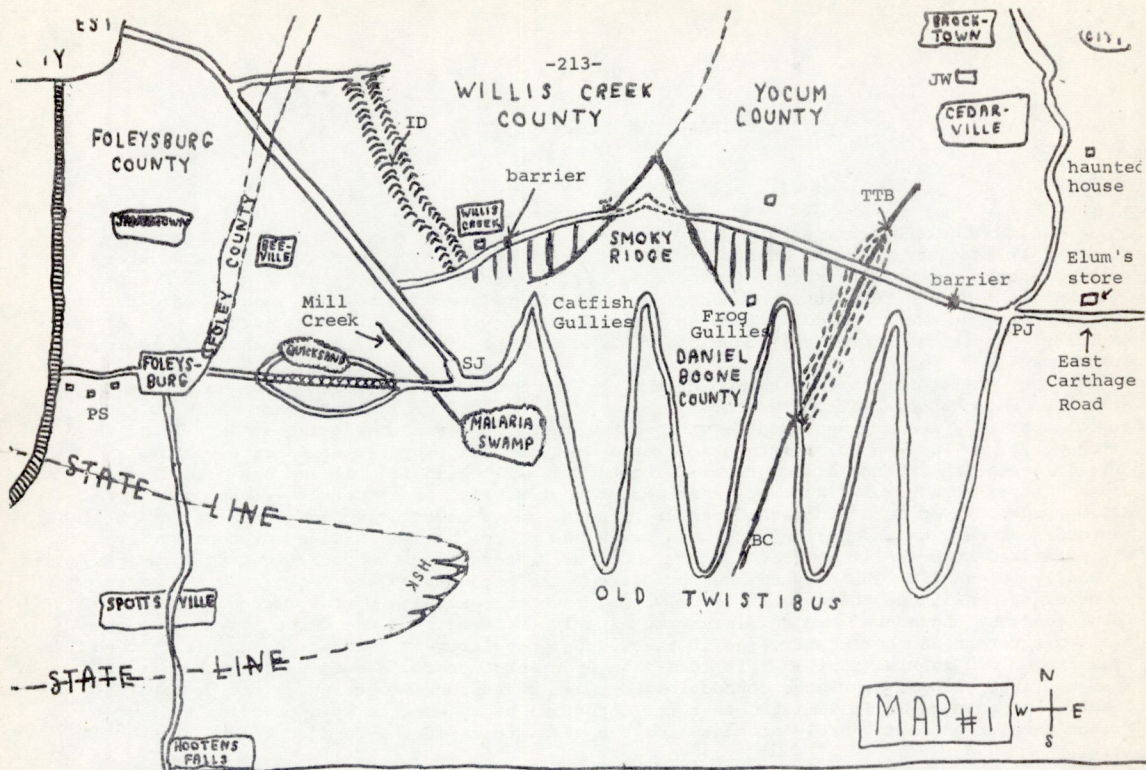 EST
BROCK-
TOWN
-213-
JW
WILLIS CREEK
COUNTY
YOCUM
COUNTY
CEDAR-
VILLE
ID
FOLEYSBURG
COUNTY
barrier
haunted
house
TTB
WILLIS
CREEK
SMOKY
RIDGE
FOLEY COUNTY
BEE-
VILLE
Elum's
store
barrier
Mill
Creek
Catfish
Gullies
Frog
Gullies
PJ
QUICKSAND
SJ
DANIEL
BOONE
COUNTY
East
Carthage
Road
FOLEYS-
BURG
PS
MALARIA
SWAMP
STATE LINE
BC
HSK
OLD TWISTIBUS
SPOTTSVILLE
STATE LINE
MAP #1
N
W E
S
HOOTENS
FALLS